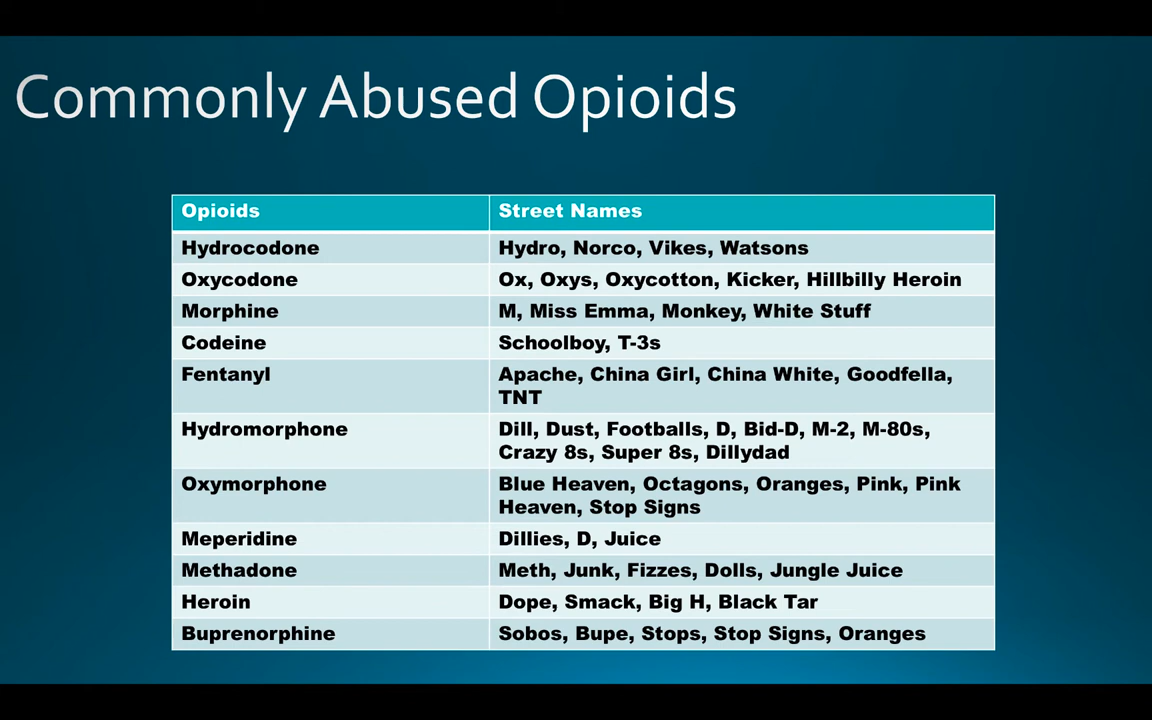 Commonly Abused Opioids
Opioids Street Names
Hydrocodone Hydro, Norco, Vikes, Watsons
Oxycodone Ox, Oxys, Oxycotton, Kicker, Hillbilly Heroin
Morphine M, Miss Emma, Monkey, White Stuff
Codeine Schoolboy, T-3s
Fentanyl Apache, China Girl, China White, Goodfella,
TNT
Hydromorphone Dill, Dust, Footballs, D, Bid-D, M-2, M-80s,
Crazy 8s, Super 8s, Dillydad
Oxymorphone Blue Heaven, Octagons, Oranges, Pink, Pink
Heaven, Stop Signs
Meperidine Dillies, D, Juice
Methadone Meth, Junk, Fizzes, Dolls, Jungle Juice
Heroin Dope, Smack, Big H, Black Tar
Buprenorphine Sobos, Bupe, Stops, Stop Signs, Oranges